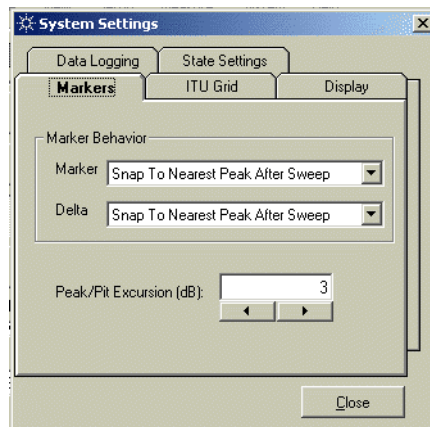 System Settings
Data Logging
State Settings
Markers
ITU Grid
Display
Marker Behavior
Marker
Snap To Nearest Peak After Sweep
Delta
Snap To Nearest Peak After Sweep
Peak/Pit Excursion (dB):
3
Close